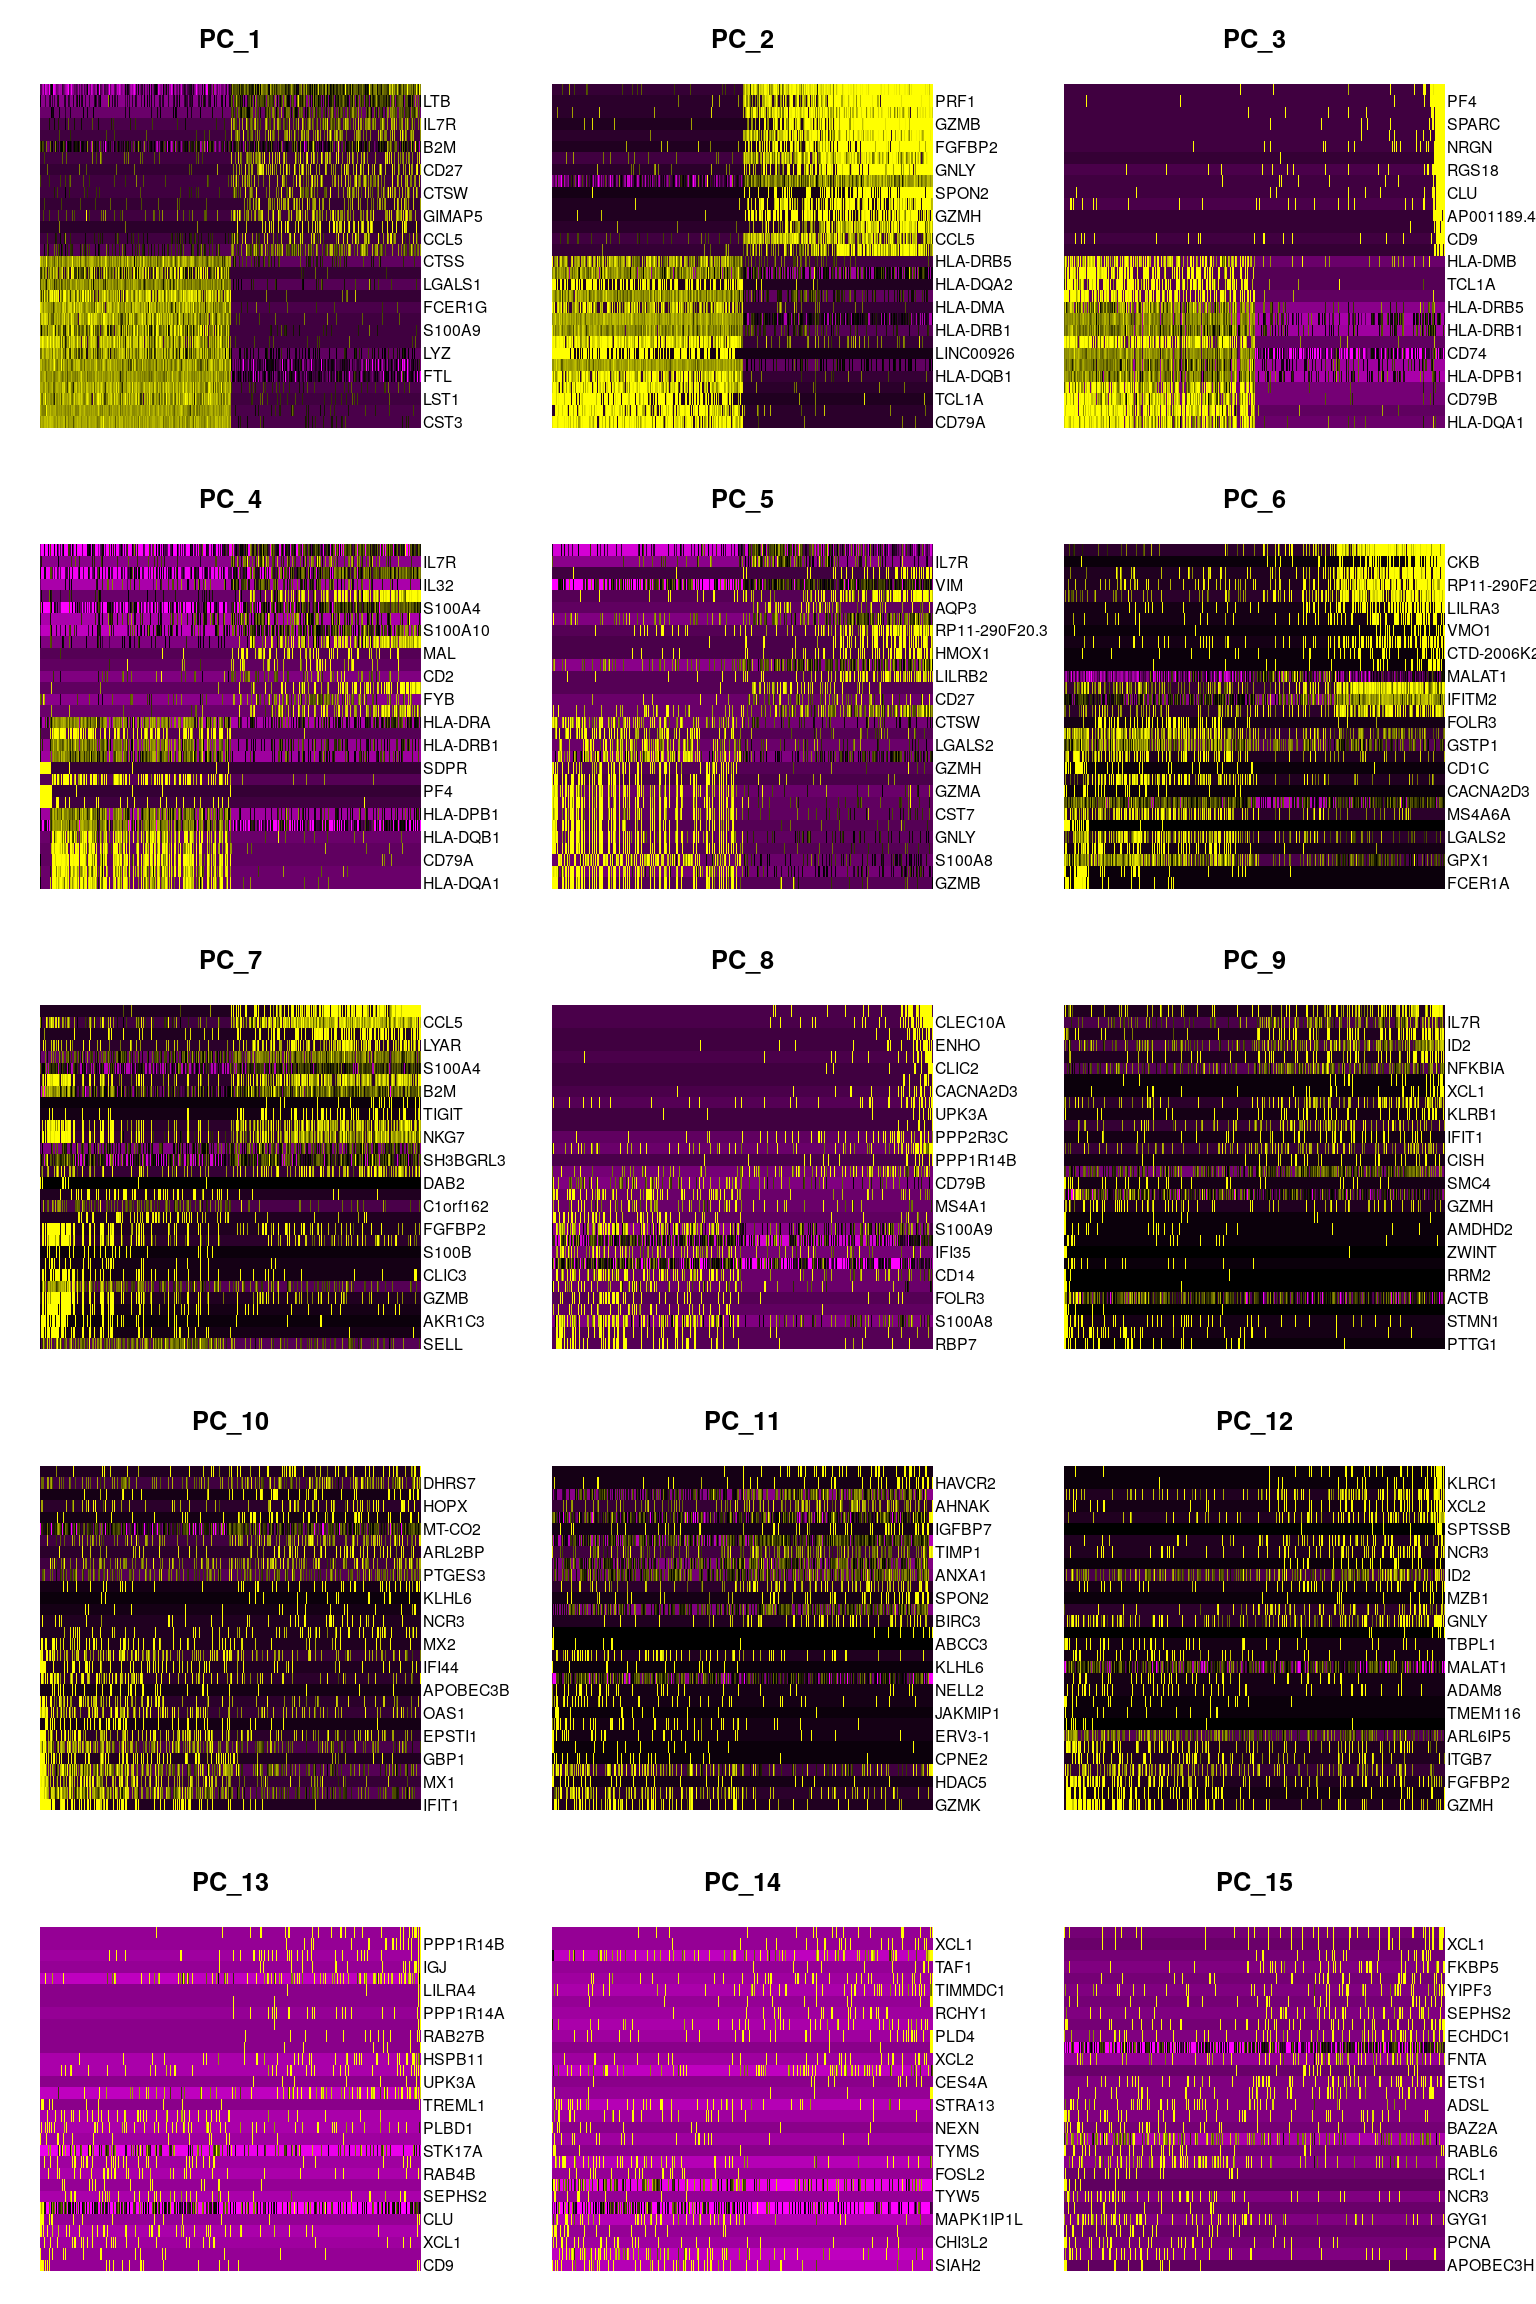 PC_1
LTB
IL7R
B2M
CD27
CTSW
GIMAP5
CCL5
CTSS
LGALS1
FCER1G
S100A9
LYZ
FTL
LST1
CST3
PC_2
PRF1
GZMB
FGFBP2
GNLY
SPON2
GZMH
CCL5
HLA-DRB5
HLA-DQA2
HLA-DMA
HLA-DRB1
LINC00926
HLA-DQB1
TCL1A
CD79A
PC_3
PF4
SPARC
NRGN
RGS18
CLU
AP001189.4
CD9
HLA-DMB
TCL1A
HLA-DRB5
HLA-DRB1
CD74
HLA-DPB1
CD79B
HLA-DQA1
PC_4
IL7R
IL32
S100A4
S100A10
MAL
CD2
FYB
HLA-DRA
HLA-DRB1
SDPR
PF4
HLA-DPB1
HLA-DQB1
CD79A
HLA-DQA1
PC_5
IL7R
VIM
AQP3
RP11-290F20.3
HMOX1
LILRB2
CD27
CTSW
LGALS2
GZMH
GZMA
CST7
GNLY
S100A8
GZMB
PC_6
CKB
RP11-290F2
LILRA3
VMO1
CTD-2006K2
MALAT1
IFITM2
FOLR3
GSTP1
CD1C
CACNA2D3
MS4A6A
LGALS2
GPX1
FCER1A
PC_7
CCL5
LYAR
S100A4
B2M
TIGIT
NKG7
SH3BGRL3
DAB2
C1orf162
FGFBP2
S100B
CLIC3
GZMB
AKR1C3
SELL
PC_8
CLEC10A
ENHO
CLIC2
CACNA2D3
UPK3A
PPP2R3C
PPP1R14B
CD79B
MS4A1
S100A9
IFI35
CD14
FOLR3
S100A8
RBP7
PC_9
IL7R
ID2
NFKBIA
XCL1
KLRB1
IFIT1
CISH
SMC4
GZMH
AMDHD2
ZWINT
RRM2
ACTB
STMN1
PTTG1
PC_10
DHRS7
HOPX
MT-CO2
ARL2BP
PTGES3
KLHL6
NCR3
MX2
IFI44
APOBEC3B
OAS1
EPSTI1
GBP1
MX1
IFIT1
PC_11
HAVCR2
AHNAK
IGFBP7
TIMP1
ANXA1
SPON2
BIRC3
ABCC3
KLHL6
NELL2
JAKMIP1
ERV3-1
CPNE2
HDAC5
GZMK
PC_12
KLRC1
XCL2
SPTSSB
NCR3
ID2
MZB1
GNLY
TBPL1
MALAT1
ADAM8
TMEM116
ARL6IP5
ITGB7
FGFBP2
GZMH
PC_13
PPP1R14B
IGJ
LILRA4
PPP1R14A
RAB27B
HSPB11
UPK3A
TREML1
PLBD1
STK17A
RAB4B
SEPHS2
CLU
XCL1
CD9
PC_14
XCL1
TAF1
TIMMDC1
RCHY1
PLD4
XCL2
CES4A
STRA13
NEXN
TYMS
FOSL2
TYW5
MAPK1IP1L
CHI3L2
SIAH2
PC_15
XCL1
FKBP5
YIPF3
SEPHS2
ECHDC1
FNTA
ETS1
ADSL
BAZ2A
RABL6
RCL1
NCR3
GYG1
PCNA
APOBEC3H